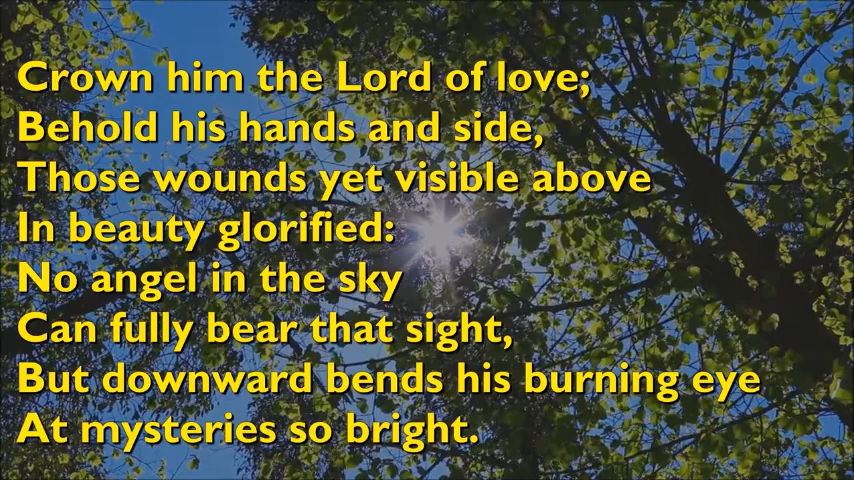 Crown him the Lord of love;
Behold his hands and side,
Those wounds yet visible above
In beauty glorified:
No angel in the sky
Can fully bear that sight,
But downward bends his burning eye
At mysteries so bright.